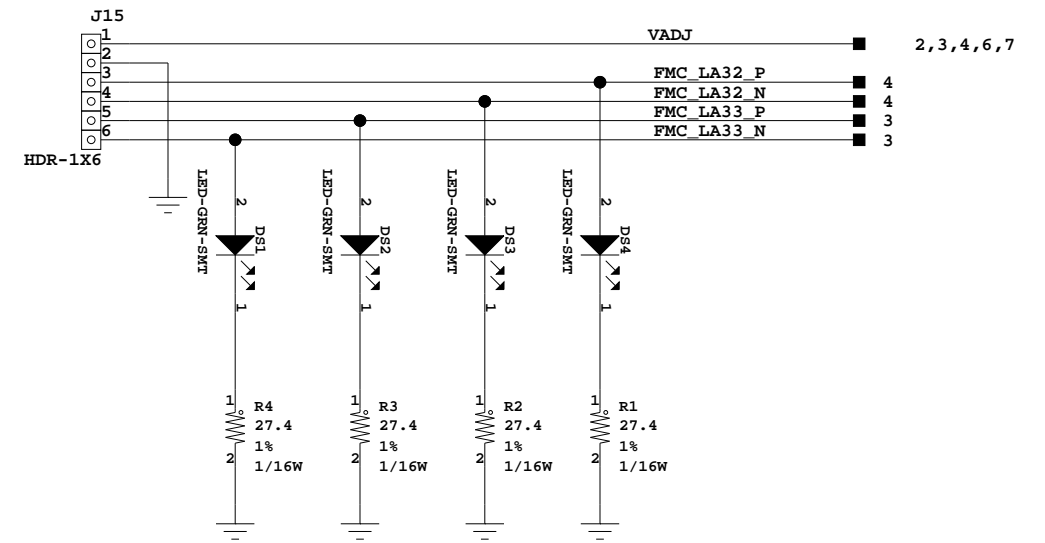 J15
1 VADJ 2,3,4,6,7
2
3 FMC_LA32_P 4
4 FMC_LA32_N 4
5 FMC_LA33_P 3
6 FMC_LA33_N 3
HDR-1X6
LED-GRN-SMT 2 DS1 1
LED-GRN-SMT 2 DS2 1
LED-GRN-SMT 2 DS3 1
LED-GRN-SMT 2 DS4 1
1 R4 1 R3 1 R2 1 R1
27.4 27.4 27.4 27.4
1% 1% 1% 1%
2 1/16W 2 1/16W 2 1/16W 2 1/16W